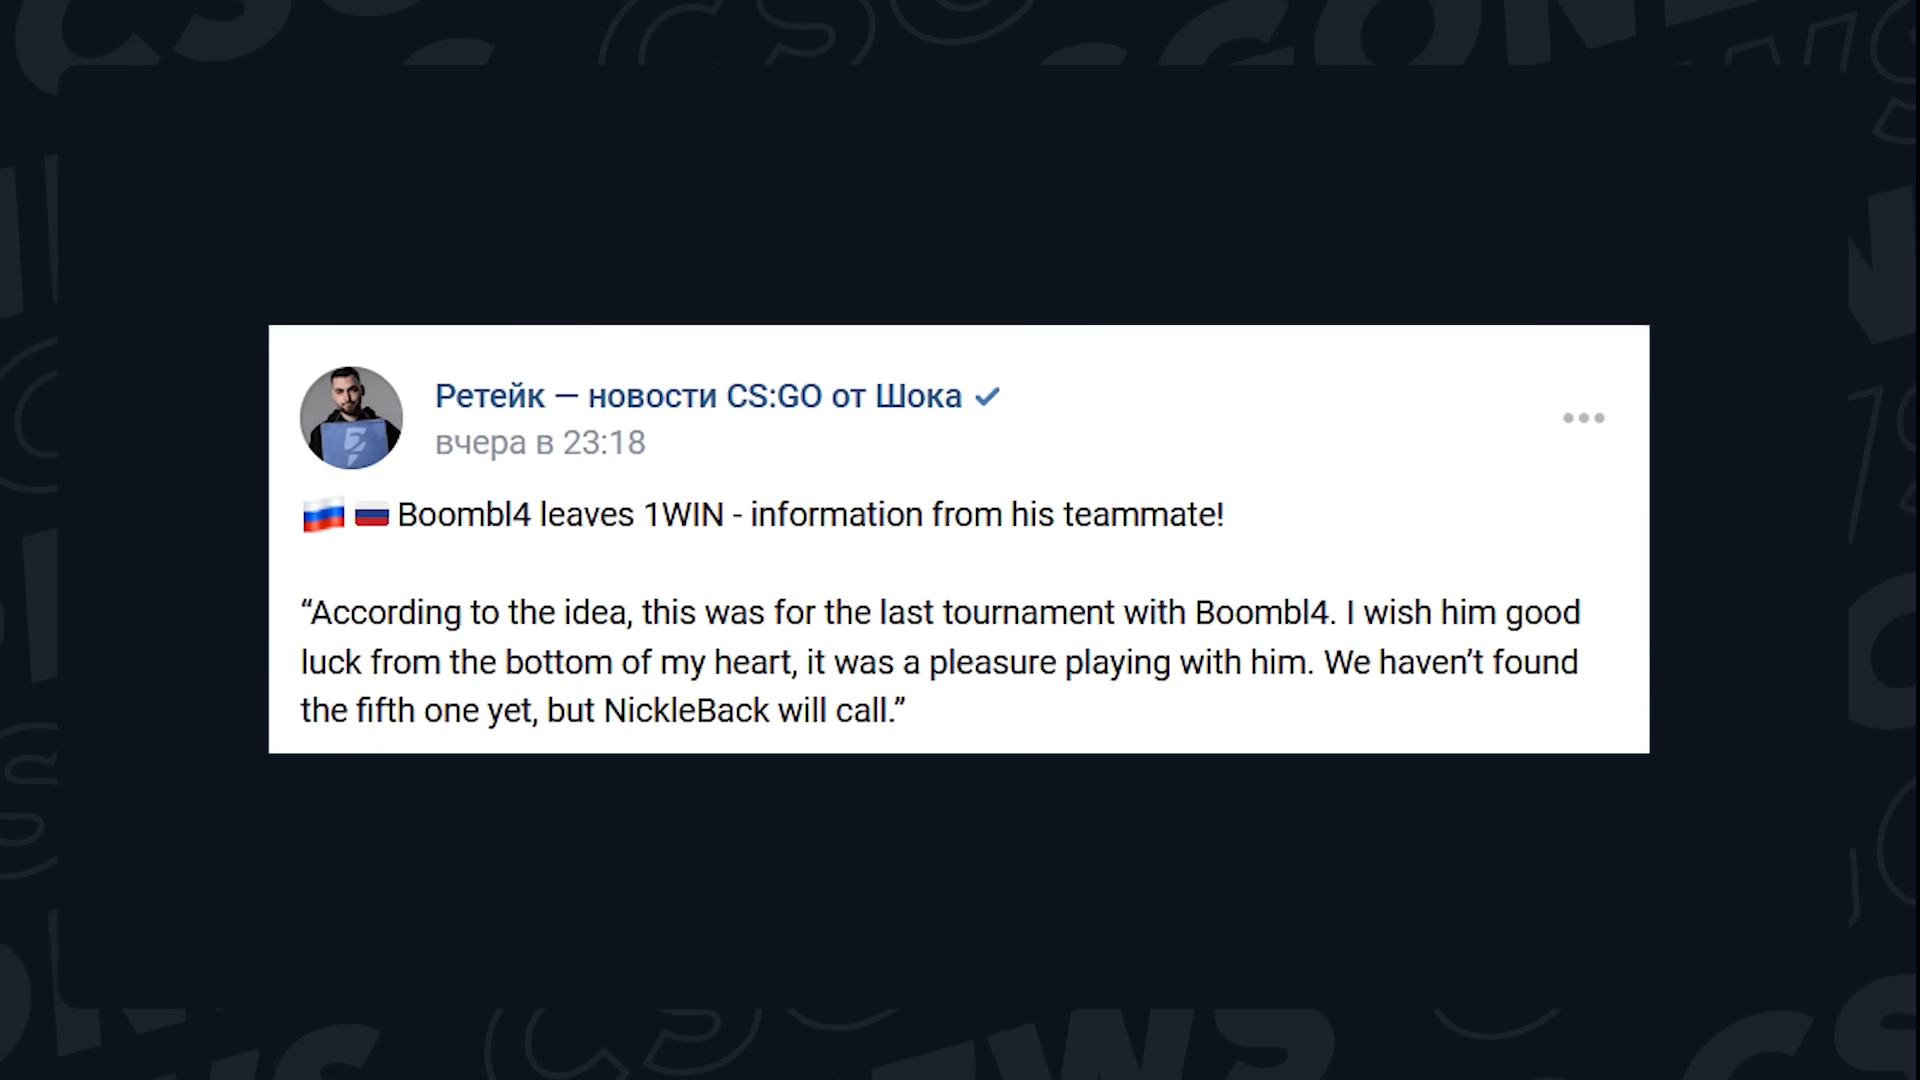 Ретейк — новости CS:GO от Шока
вчера в 23:18
Boombl4 leaves 1WIN - information from his teammate!
“According to the idea, this was for the last tournament with Boombl4. I wish him good
luck from the bottom of my heart, it was a pleasure playing with him. We haven’t found
the fifth one yet, but NickleBack will call.”